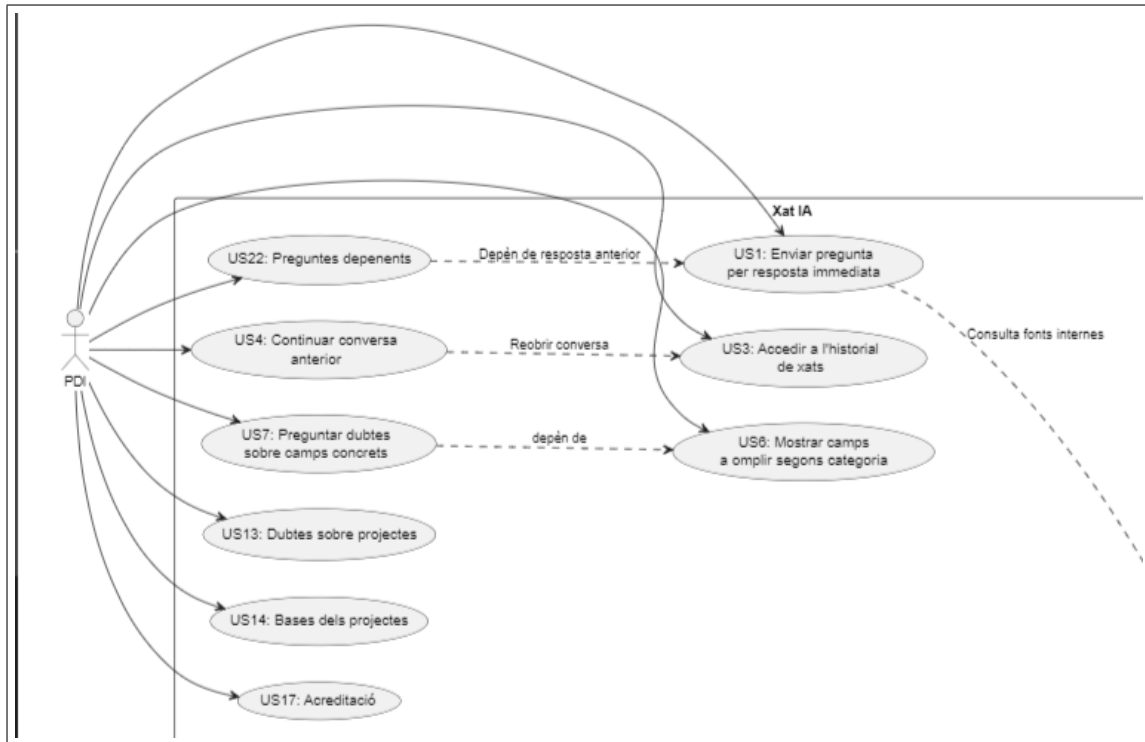 Xat IA
US22: Preguntes depenents
Depèn de resposta anterior
US1: Enviar pregunta
per resposta immediata
Consulta fonts internes
US4: Continuar conversa
anterior
Reobrir conversa
US3: Accedir a l'historial
de xats
PDI
US7: Preguntar dubtes
sobre camps concrets
depèn de
US6: Mostrar camps
a omplir segons categoria
US13: Dubtes sobre projectes
US14: Bases dels projectes
US17: Acreditació